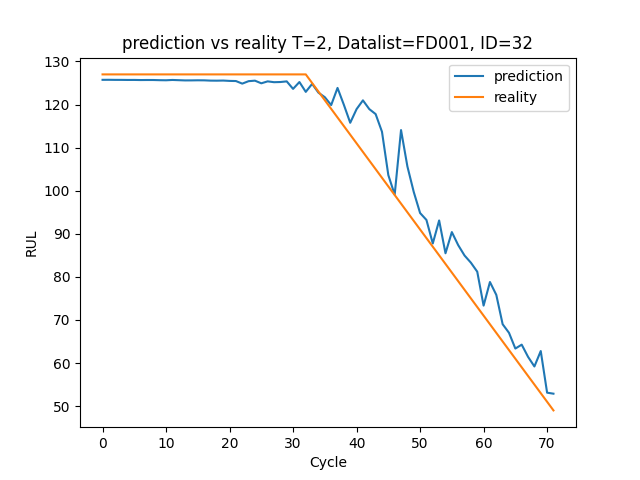 prediction vs reality T=2, Datalist=FD001, ID=32
prediction
reality
RUL
130
120
110
100
90
80
70
60
50
0 10 20 30 40 50 60 70
Cycle